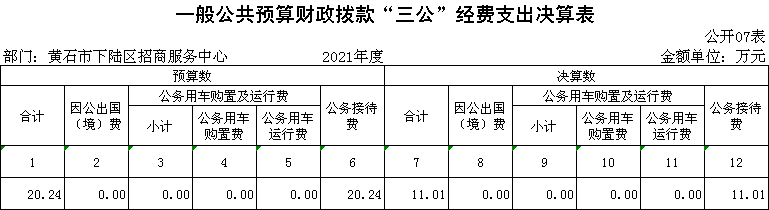 一般公共预算财政拨款“三公”经费支出决算表
公开07表
部门：黄石市下陆区招商服务中心 2021年度 金额单位：万元
预算数 决算数
合计 因公出国（境）费 公务用车购置及运行费 公务接待费 合计 因公出国（境）费 公务用车购置及运行费 公务接待费
小计 公务用车购置费 公务用车运行费 小计 公务用车购置费 公务用车运行费
1 2 3 4 5 6 7 8 9 10 11 12
20.24 0.00 0.00 0.00 0.00 20.24 11.01 0.00 0.00 0.00 0.00 11.01